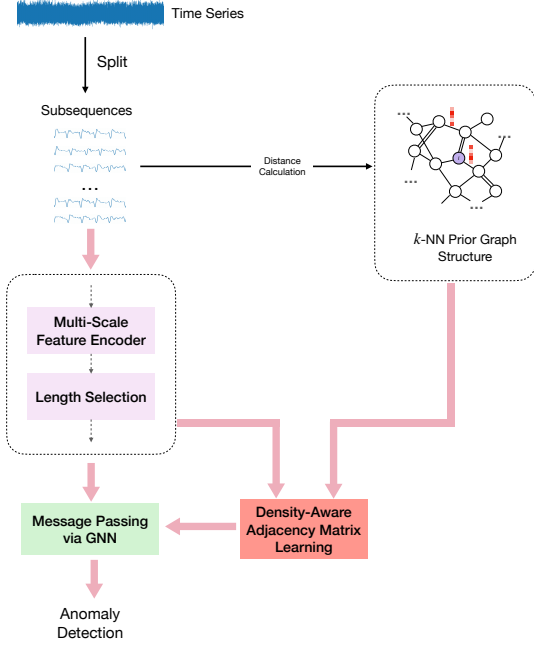 Time Series
Split
Subsequences
...
Distance
Calculation
...
...
...
...
i
k-NN Prior Graph
Structure
Multi-Scale
Feature Encoder
Length Selection
Message Passing
via GNN
Density-Aware
Adjacency Matrix
Learning
Anomaly
Detection